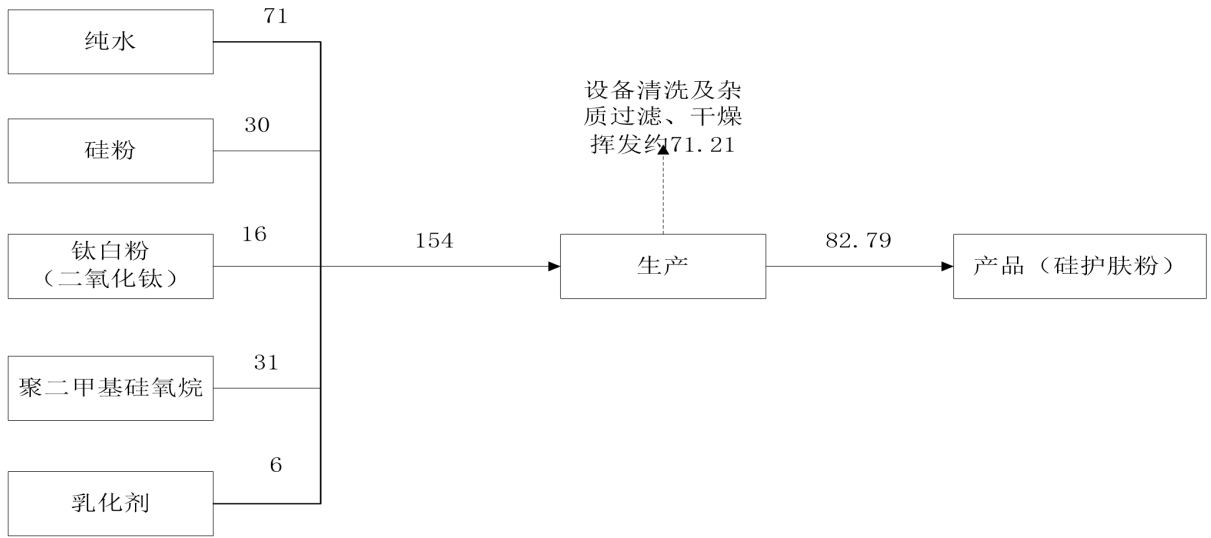 71
纯水
30
硅粉
16
钛白粉
（二氧化钛）
31
聚二甲基硅氧烷
6
乳化剂
154
设备清洗及杂
质过滤、干燥
挥发约71.21
生产
82.79
产品（硅护肤粉）